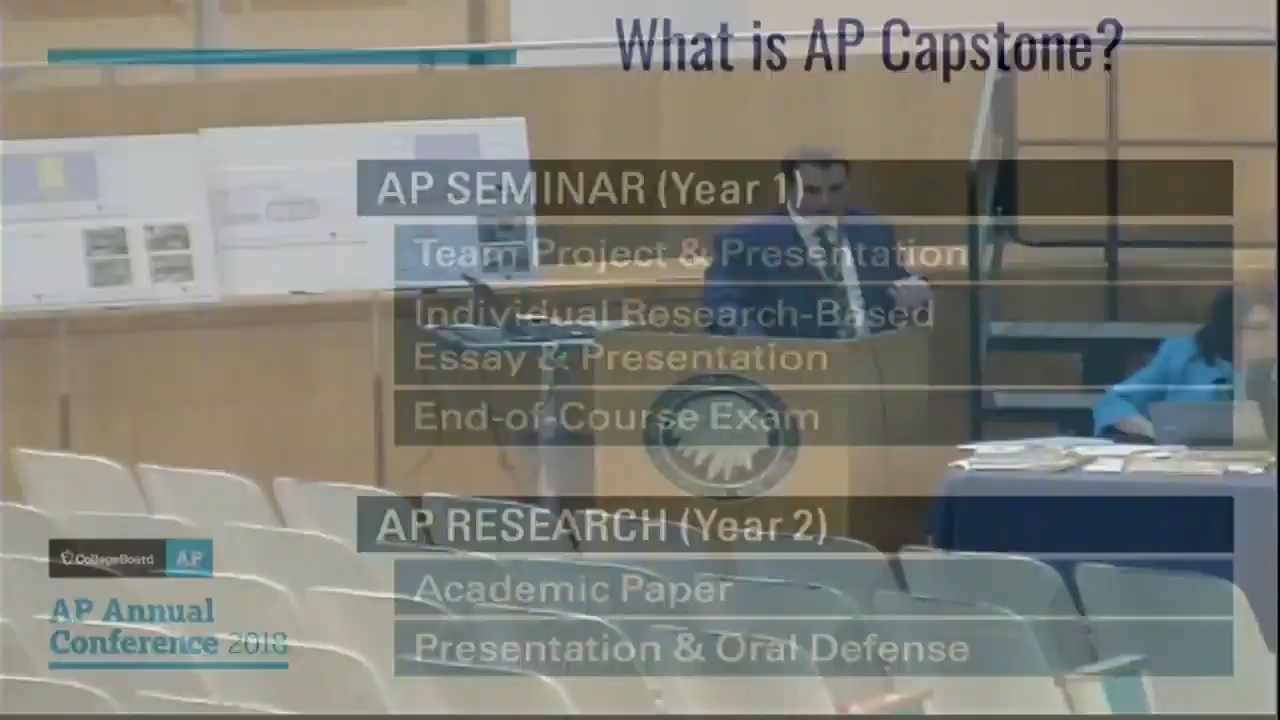 What is AP Capstone?
AP SEMINAR (Year 1)
Team Project & Presentation
Individual Research-Based
Essay & Presentation
End-of-Course Exam
AP RESEARCH (Year 2)
Academic Paper
Presentation & Oral Defense
CollegeBoard AP
AP Annual
Conference 2018